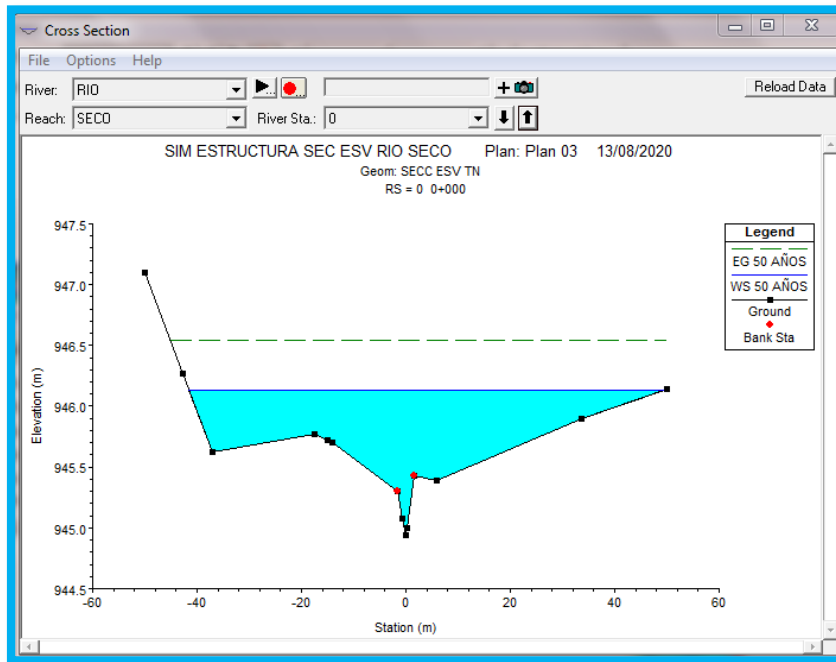 Cross Section
File Options Help
River: RIO
Reload Data
Reach: SECO River Sta.: 0
SIM ESTRUCTURA SEC ESV RIO SECO Plan: Plan 03 13/08/2020
Geom: SECC ESV TN
RS = 0 0+000
947.5
947.0
946.5
946.0
945.5
945.0
944.5
Elevation (m)
-60 -40 -20 0 20 40 60
Station (m)
Legend
EG 50 AÑOS
WS 50 AÑOS
Ground
Bank Sta